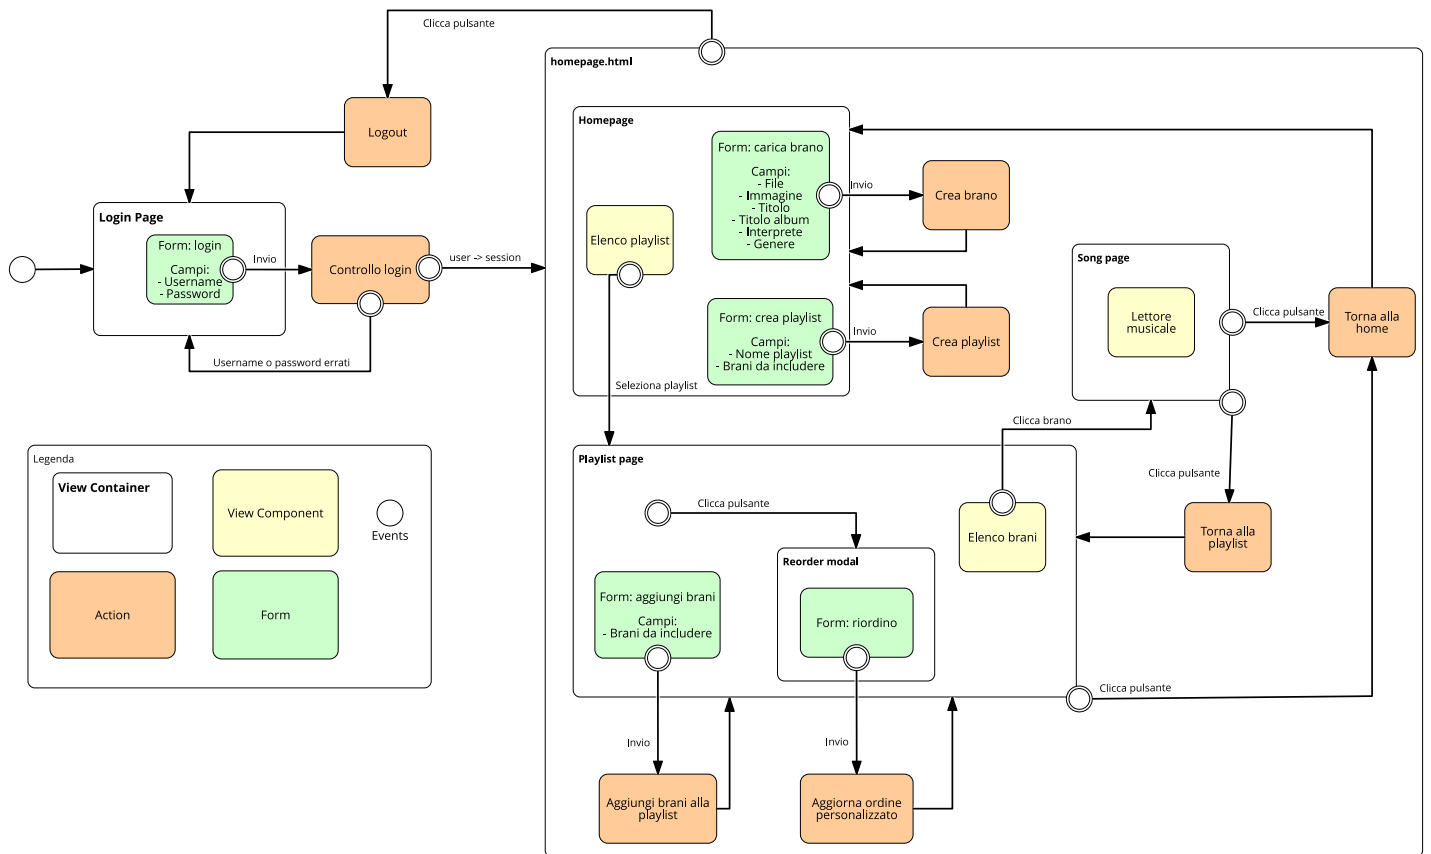 Clicca pulsante
homepage.html
Logout
Login Page
Form: login
Campi:
- Username
- Password
Invio
Controllo login
user -> session
Username o password errati
Homepage
Form: carica brano
Campi:
- File
- Immagine
- Titolo
- Titolo album
- Interprete
- Genere
Invio
Crea brano
Elenco playlist
Form: crea playlist
Campi:
- Nome playlist
- Brani da includere
Invio
Crea playlist
Seleziona playlist
Song page
Lettore
musicale
Clicca pulsante
Torna alla
home
Clicca brano
Clicca pulsante
Torna alla
playlist
Playlist page
Clicca pulsante
Elenco brani
Reorder modal
Form: riordino
Form: aggiungi brani
Campi:
- Brani da includere
Clicca pulsante
Invio
Invio
Aggiungi brani alla
playlist
Aggiorna ordine
personalizzato
Legenda
View Container
View Component
Events
Action
Form